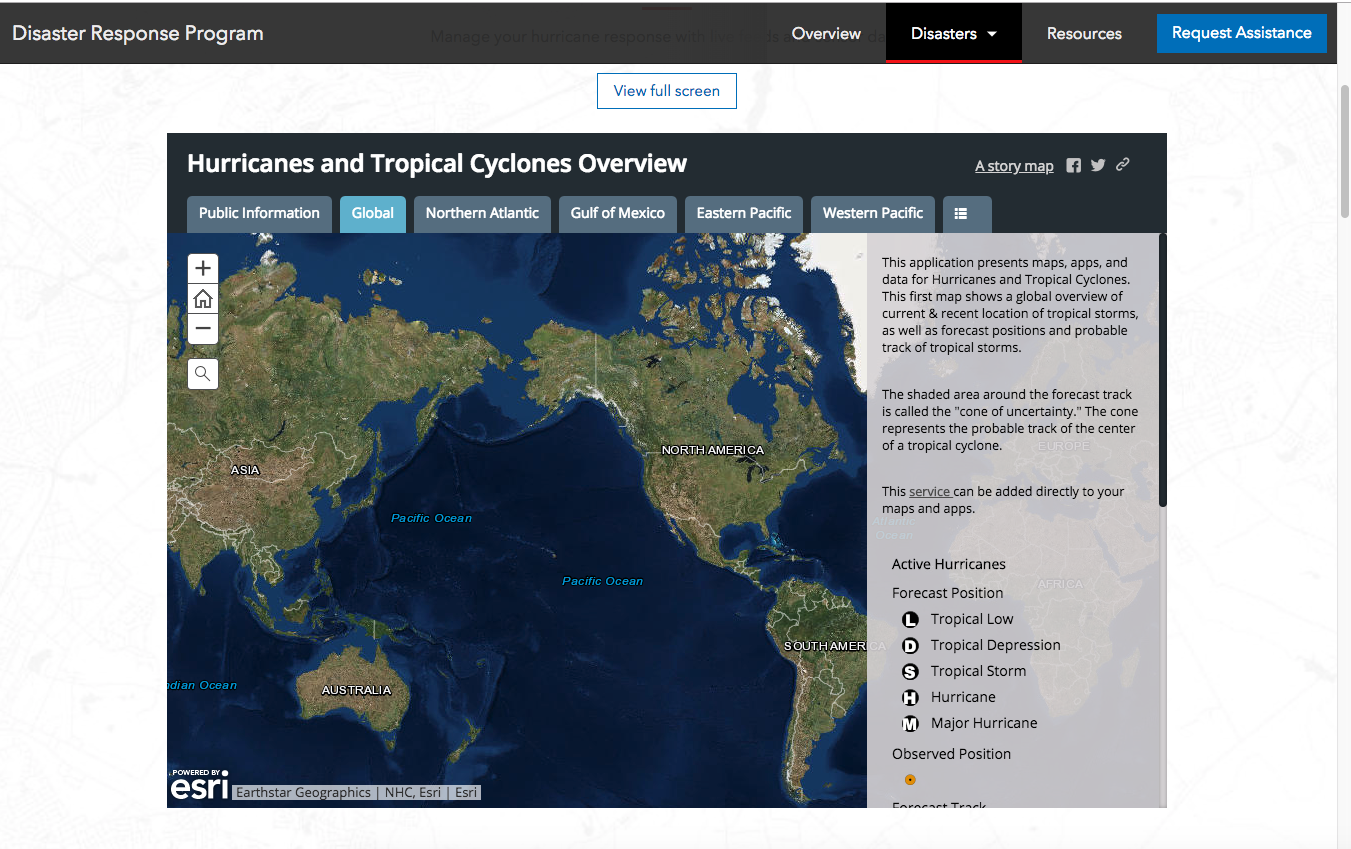 Disaster Response Program
Overview
Disasters
Resources
Request Assistance
Manage your hurricane response with
View full screen
Hurricanes and Tropical Cyclones Overview
A story map
Public Information
Global
Northern Atlantic
Gulf of Mexico
Eastern Pacific
Western Pacific
This application presents maps, apps, and
data for Hurricanes and Tropical Cyclones.
This first map shows a global overview of
current & recent location of tropical storms,
as well as forecast positions and probable
track of tropical storms.
The shaded area around the forecast track
is called the "cone of uncertainty." The cone
represents the probable track of the center
of a tropical cyclone.
This service can be added directly to your
maps and apps.
Active Hurricanes
Forecast Position
L Tropical Low
D Tropical Depression
S Tropical Storm
H Hurricane
M Major Hurricane
Observed Position
Forecast Track
NORTH AMERICA
ASIA
EUROPE
Pacific Ocean
Atlantic
Ocean
Pacific Ocean
AFRICA
SOUTH AMERICA
Indian Ocean
AUSTRALIA
POWERED BY
esri
Earthstar Geographics | NHC, Esri | Esri